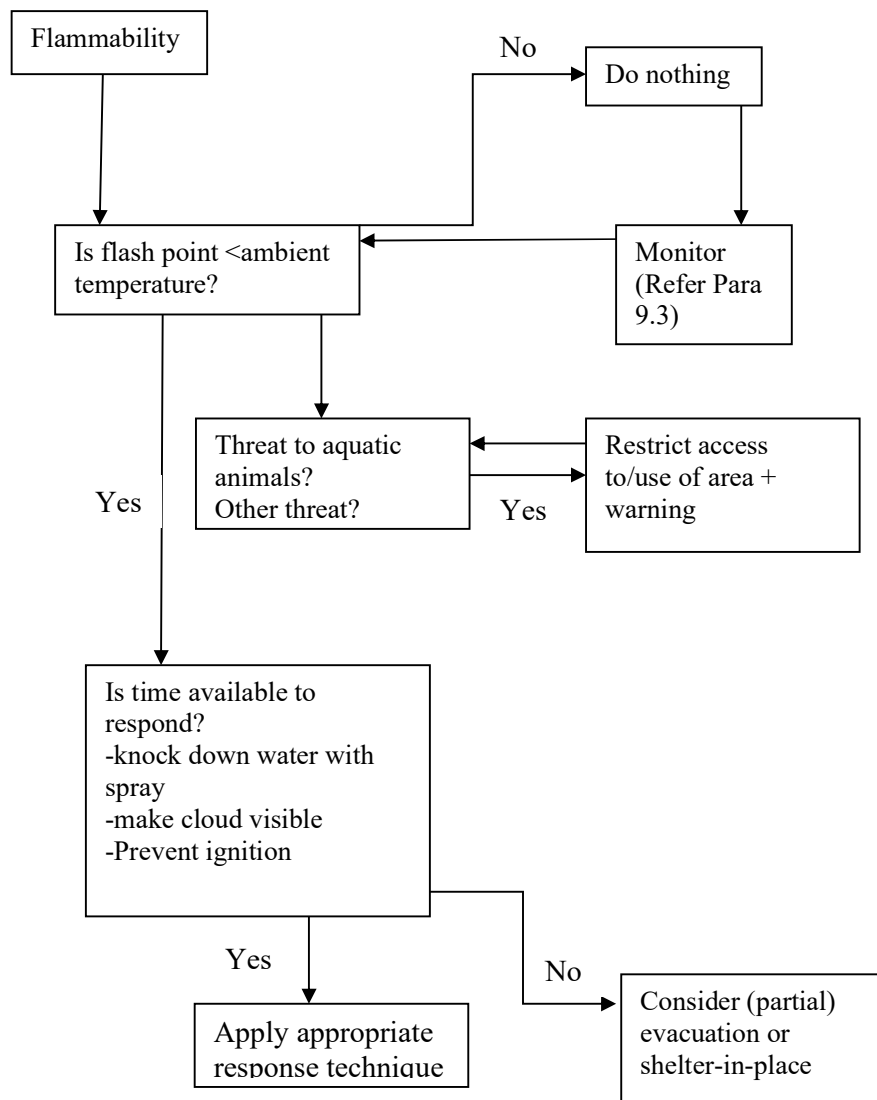 Flammability
No
Do nothing
Is flash point <ambient
temperature?
Monitor
(Refer Para
9.3)
Threat to aquatic
animals?
Other threat?
Restrict access
to/use of area +
warning
Yes
Yes
Is time available to
respond?
-knock down water with
spray
-make cloud visible
-Prevent ignition
Yes
No
Apply appropriate
response technique
Consider (partial)
evacuation or
shelter-in-place